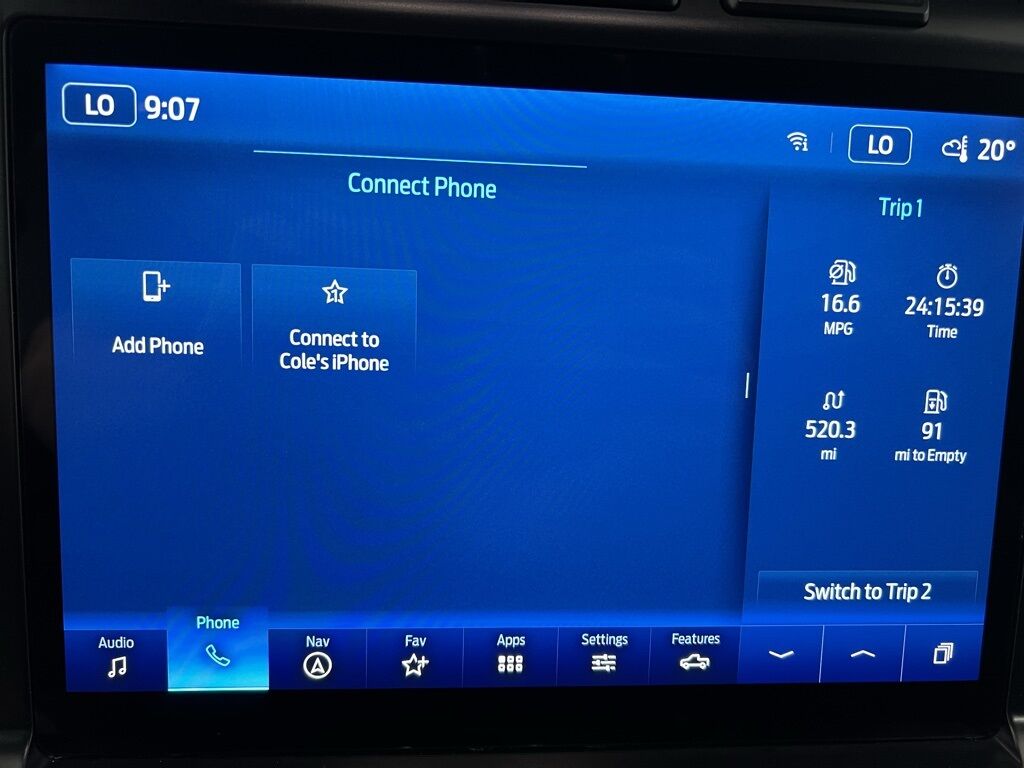 LO 9:07
LO 20°
Connect Phone
Add Phone
1
Connect to
Cole's iPhone
Trip 1
16.6
MPG
24:15:39
Time
520.3
mi
91
mi to Empty
Switch to Trip 2
Audio
Phone
Nav
Fav
Apps
Settings
Features